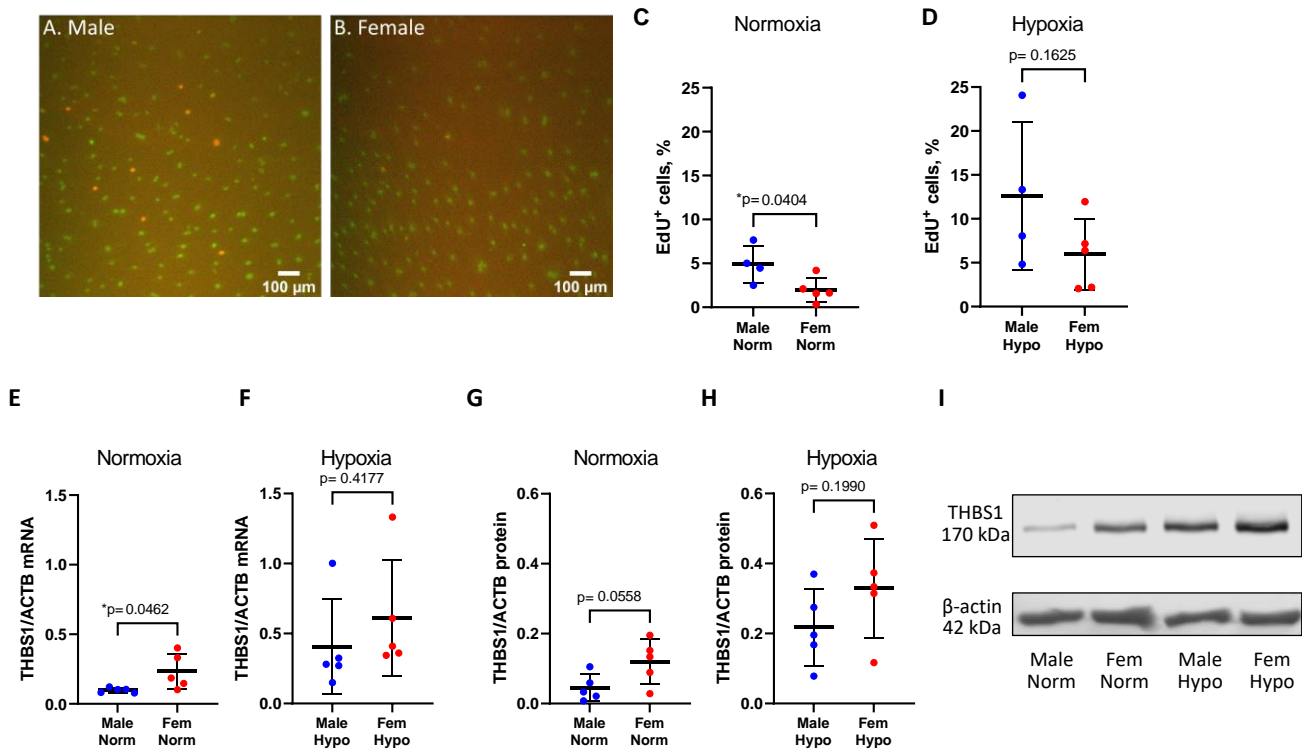 A. Male
100 µm
B. Female
100 µm
C
Normoxia
*p= 0.0404
EdU⁺ cells, %
25
20
15
10
5
0
Male
Norm
Fem
Norm
D
Hypoxia
p= 0.1625
EdU⁺ cells, %
25
20
15
10
5
0
Male
Hypo
Fem
Hypo
E
Normoxia
*p= 0.0462
THBS1/ACTB mRNA
1.5
1.0
0.5
0.0
Male
Norm
Fem
Norm
F
Hypoxia
p= 0.4177
THBS1/ACTB mRNA
1.5
1.0
0.5
0.0
Male
Hypo
Fem
Hypo
G
Normoxia
p= 0.0558
THBS1/ACTB protein
0.6
0.4
0.2
0.0
Male
Norm
Fem
Norm
H
Hypoxia
p= 0.1990
THBS1/ACTB protein
0.6
0.4
0.2
0.0
Male
Hypo
Fem
Hypo
I
THBS1
170 kDa
β-actin
42 kDa
Male
Norm
Fem
Norm
Male
Hypo
Fem
Hypo